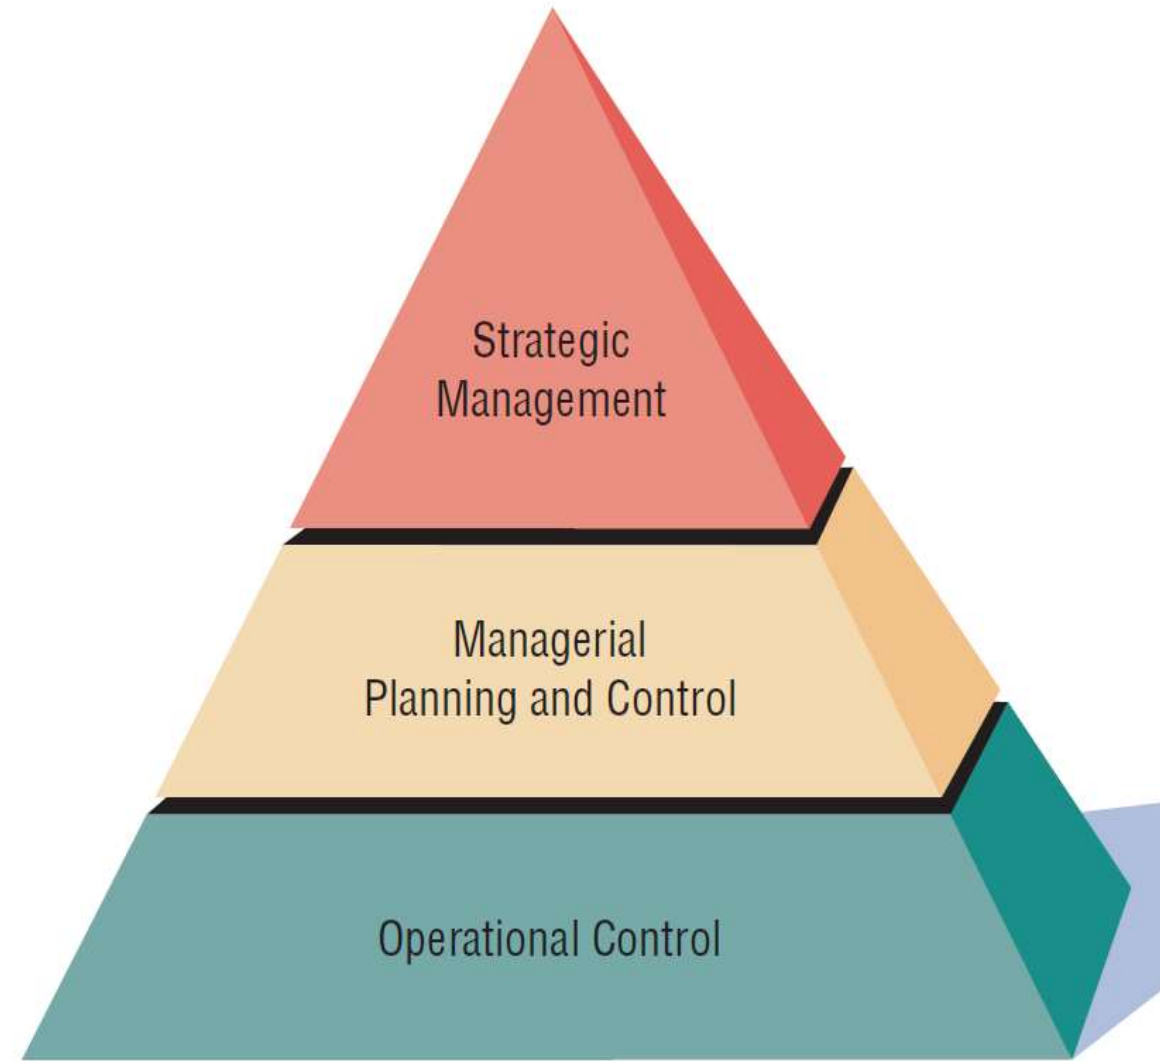 Strategic
Management
Managerial
Planning and Control
Operational Control